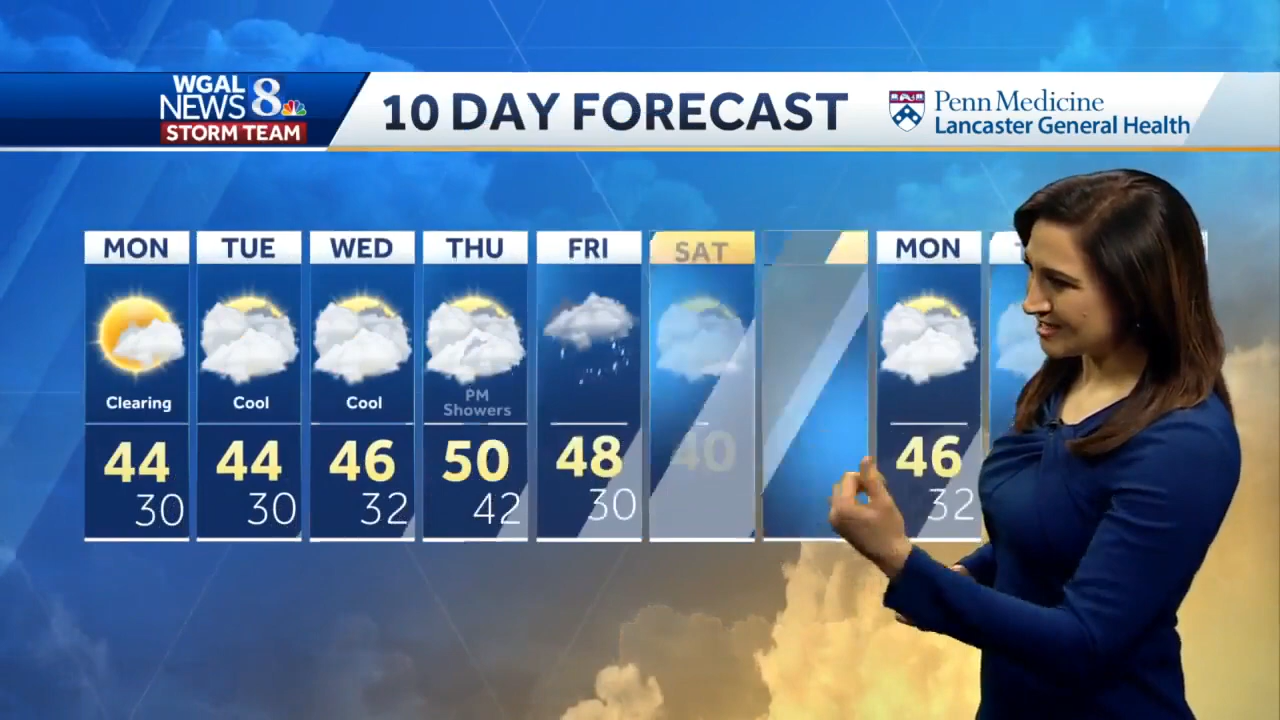 WGAL
NEWS 8
STORM TEAM
10 DAY FORECAST
Penn Medicine
Lancaster General Health
MON
TUE
WED
THU
FRI
SAT
MON
T
Clearing
Cool
Cool
PM
Showers
44
44
46
50
48
40
46
30
30
32
42
30
32